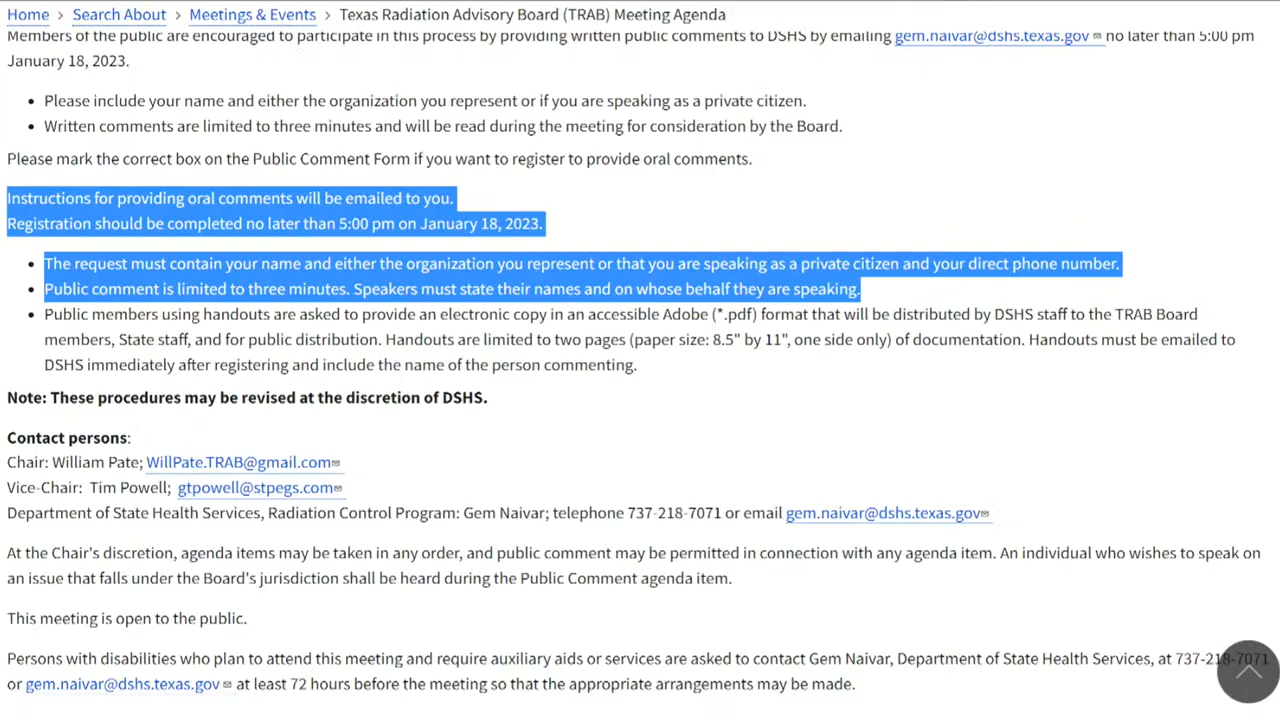 Home > Search About > Meetings & Events > Texas Radiation Advisory Board (TRAB) Meeting Agenda
Members of the public are encouraged to participate in this process by providing written public comments to DSHS by emailing gem.naivar@dshs.texas.gov no later than 5:00 pm
January 18, 2023.
• Please include your name and either the organization you represent or if you are speaking as a private citizen.
• Written comments are limited to three minutes and will be read during the meeting for consideration by the Board.
Please mark the correct box on the Public Comment Form if you want to register to provide oral comments.
Instructions for providing oral comments will be emailed to you.
Registration should be completed no later than 5:00 pm on January 18, 2023.
• The request must contain your name and either the organization you represent or that you are speaking as a private citizen and your direct phone number.
• Public comment is limited to three minutes. Speakers must state their names and on whose behalf they are speaking.
• Public members using handouts are asked to provide an electronic copy in an accessible Adobe (*.pdf) format that will be distributed by DSHS staff to the TRAB Board
members, State staff, and for public distribution. Handouts are limited to two pages (paper size: 8.5" by 11", one side only) of documentation. Handouts must be emailed to
DSHS immediately after registering and include the name of the person commenting.
Note: These procedures may be revised at the discretion of DSHS.
Contact persons:
Chair: William Pate; WillPate.TRAB@gmail.com
Vice-Chair: Tim Powell; gtpowell@stpegs.com
Department of State Health Services, Radiation Control Program: Gem Naivar; telephone 737-218-7071 or email gem.naivar@dshs.texas.gov
At the Chair's discretion, agenda items may be taken in any order, and public comment may be permitted in connection with any agenda item. An individual who wishes to speak on
an issue that falls under the Board's jurisdiction shall be heard during the Public Comment agenda item.
This meeting is open to the public.
Persons with disabilities who plan to attend this meeting and require auxiliary aids or services are asked to contact Gem Naivar, Department of State Health Services, at 737-218-7071
or gem.naivar@dshs.texas.gov at least 72 hours before the meeting so that the appropriate arrangements may be made.